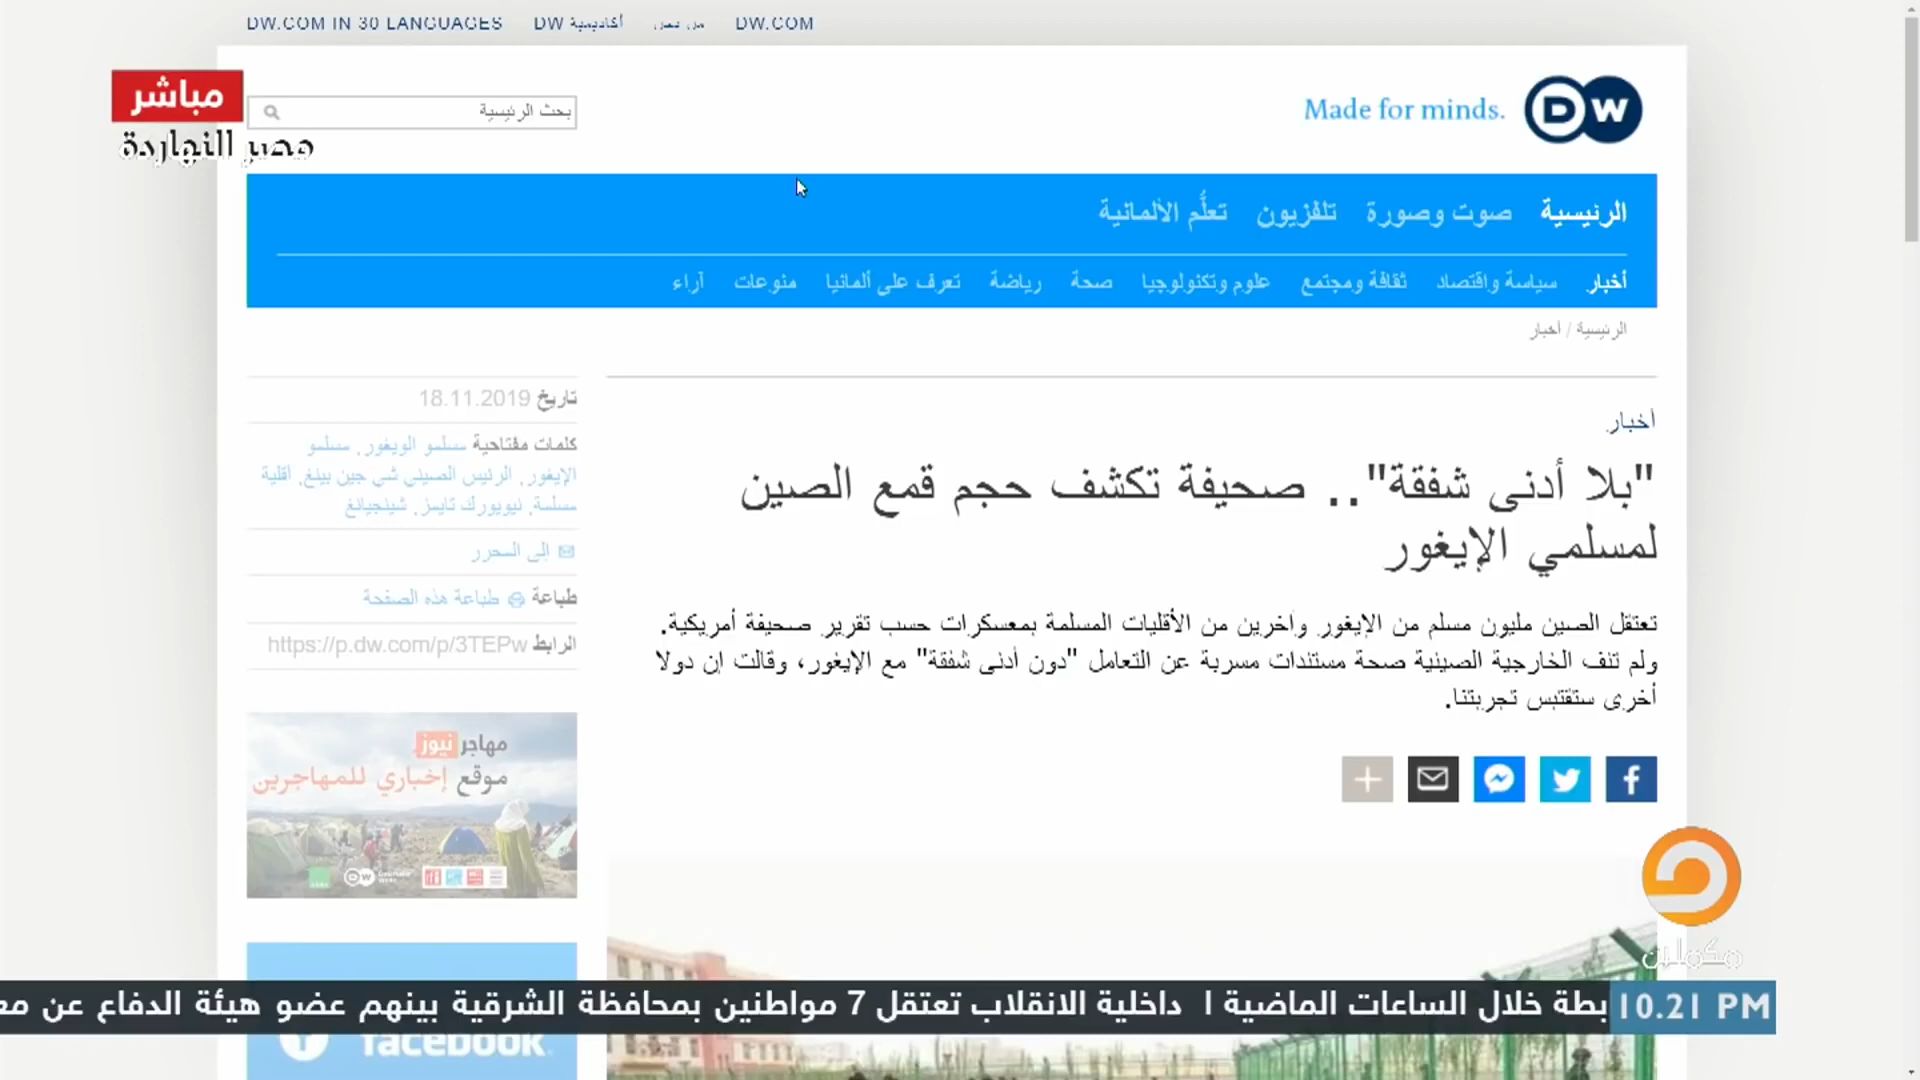 DW.COM IN 30 LANGUAGES أكاديمية DW من نحن DW.COM
مباشر
مصر النهاردة
بحث الرئيسية
Made for minds. DW
الرئيسية صوت وصورة تلفزيون تعلُّم الألمانية
أخبار سياسة واقتصاد ثقافة ومجتمع علوم وتكنولوجيا صحة رياضة تعرف على ألمانيا منوعات آراء
الرئيسية / أخبار
أخبار
"بلا أدنى شفقة".. صحيفة تكشف حجم قمع الصين
لمسلمي الإيغور
تعتقل الصين مليون مسلم من الإيغور وآخرين من الأقليات المسلمة بمعسكرات حسب تقرير صحيفة أمريكية.
ولم تنف الخارجية الصينية صحة مستندات مسربة عن التعامل "دون أدنى شفقة" مع الإيغور، وقالت إن دولا
أخرى ستقتبس تجربتنا.
تاريخ 18.11.2019
كلمات مفتاحية مسلمو الويغور, مسلمو
الإيغور, الرئيس الصيني شي جين بينغ, أقلية
مسلمة, نيويورك تايمز, شينجيانغ
إلى المحرر
طباعة طباعة هذه الصفحة
الرابط https://p.dw.com/p/3TEPw
مهاجر نيوز
موقع إخباري للمهاجرين
DW
مكملين
10.21 PM
بطة خلال الساعات الماضية I داخلية الانقلاب تعتقل 7 مواطنين بمحافظة الشرقية بينهم عضو هيئة الدفاع عن مع
facebook